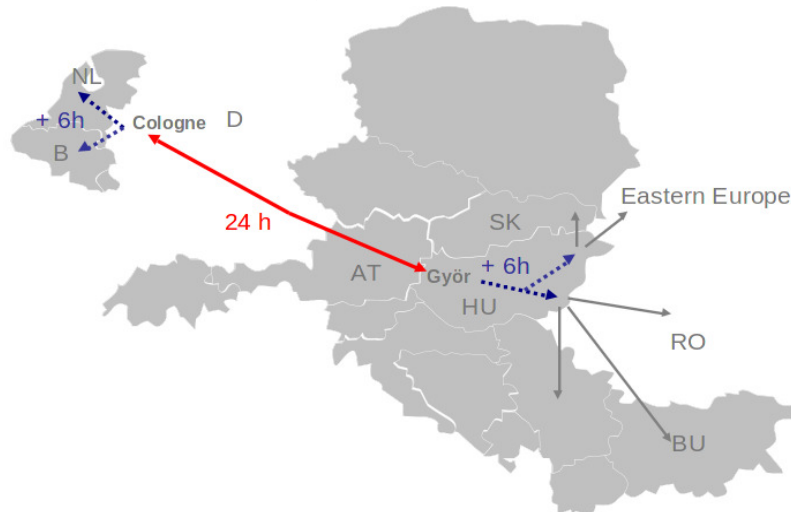 NL
+ 6h
Cologne
D
B
Eastern Europe
24 h
SK
AT
Györ
+ 6h
HU
RO
BU